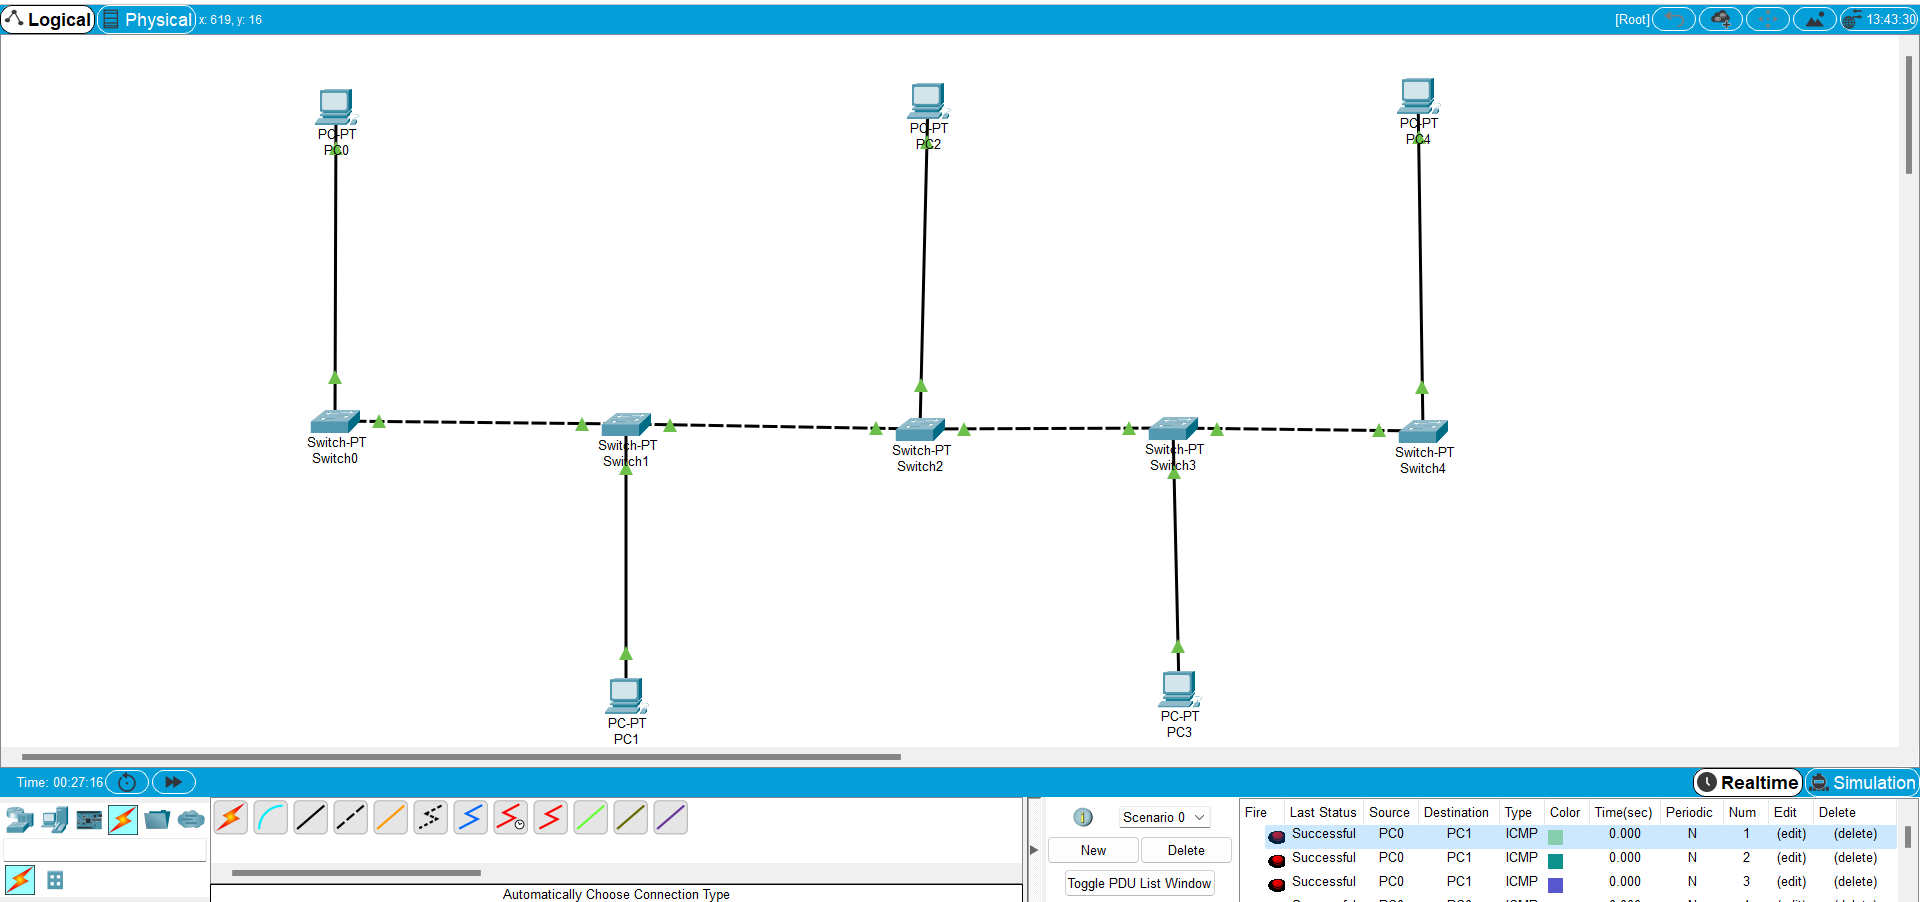 Logical Physical x: 619, y: 16 [Root] 13:43:30
PC-PT
PC0
PC-PT
PC2
PC-PT
PC4
Switch-PT
Switch0
Switch-PT
Switch1
Switch-PT
Switch2
Switch-PT
Switch3
Switch-PT
Switch4
PC-PT
PC1
PC-PT
PC3
Time: 00:27:16 Realtime Simulation
Automatically Choose Connection Type
Scenario 0
New Delete
Toggle PDU List Window
Fire Last Status Source Destination Type Color Time(sec) Periodic Num Edit Delete
Successful PC0 PC1 ICMP 0.000 N 1 (edit) (delete)
Successful PC0 PC1 ICMP 0.000 N 2 (edit) (delete)
Successful PC0 PC1 ICMP 0.000 N 3 (edit) (delete)